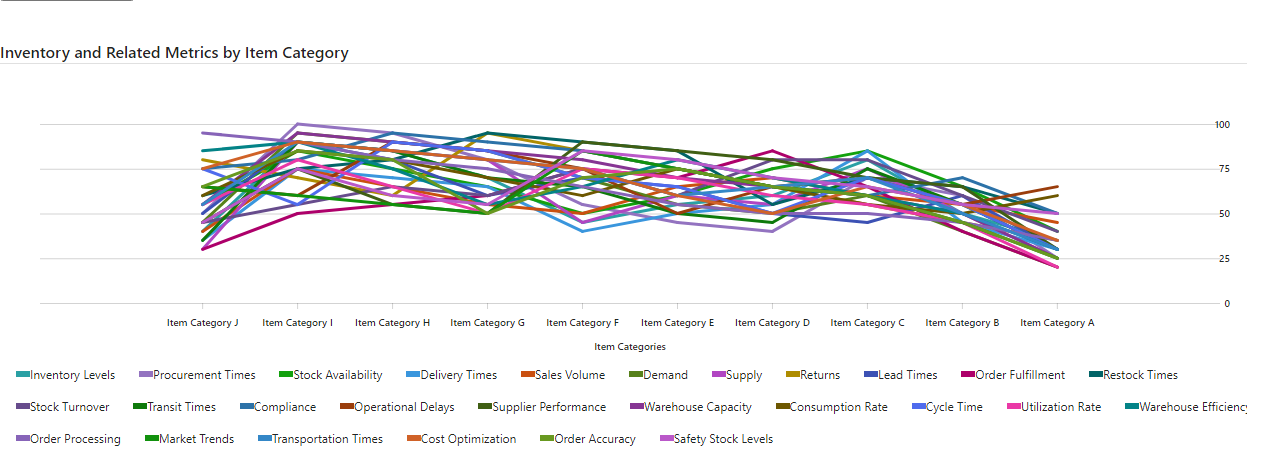 Inventory and Related Metrics by Item Category
100
75
50
25
0
Item Category J Item Category I Item Category H Item Category G Item Category F Item Category E Item Category D Item Category C Item Category B Item Category A
Item Categories
Inventory Levels Procurement Times Stock Availability Delivery Times Sales Volume Demand Supply Returns Lead Times Order Fulfillment Restock Times
Stock Turnover Transit Times Compliance Operational Delays Supplier Performance Warehouse Capacity Consumption Rate Cycle Time Utilization Rate Warehouse Efficiency
Order Processing Market Trends Transportation Times Cost Optimization Order Accuracy Safety Stock Levels